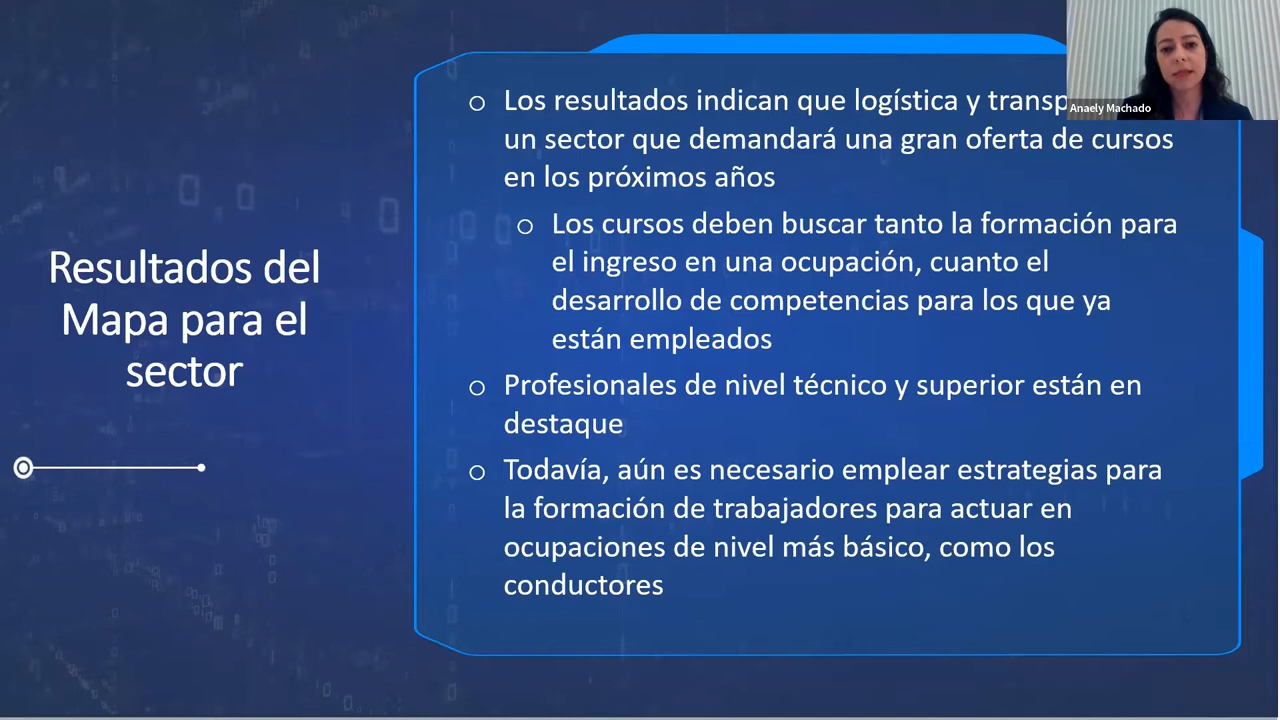 Resultados del
Mapa para el
sector
o Los resultados indican que logística y
un sector que demandará una gran oferta de cursos
en los próximos años
o Los cursos deben buscar tanto la formación para
el ingreso en una ocupación, cuanto el
desarrollo de competencias para los que ya
están empleados
o Profesionales de nivel técnico y superior están en
destaque
o Todavía, aún es necesario emplear estrategias para
la formación de trabajadores para actuar en
ocupaciones de nivel más básico, como los
conductores
Anaely Machado